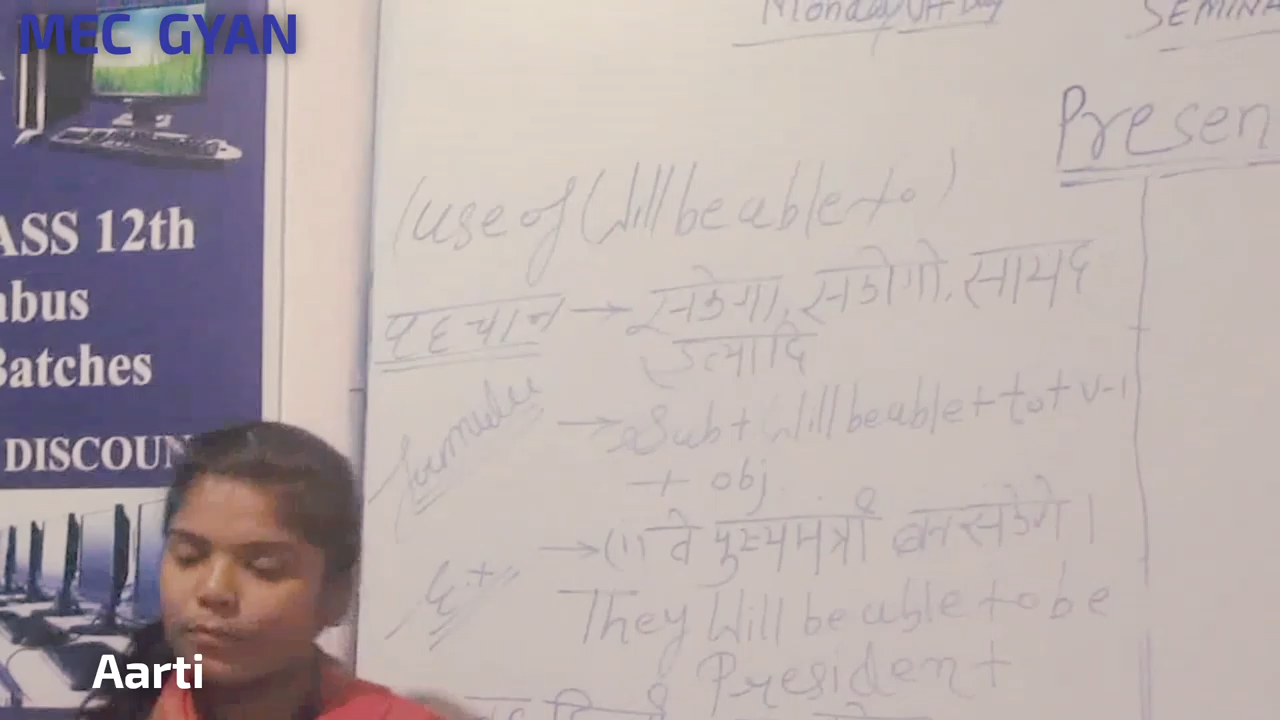 MEC GYAN
Monday
SEMINA
Presen
ASS 12th
abus
Batches
DISCOUN
(use of (Will be able to)
पहचान → सकेगा, सकोगो, सायद
इत्यादि
formula → Sub + Will be able + to + v-1
+ obj
Ex → (1) वे मुख्यमत्री बन सकेगे।
They Will be able to be
President
Aarti